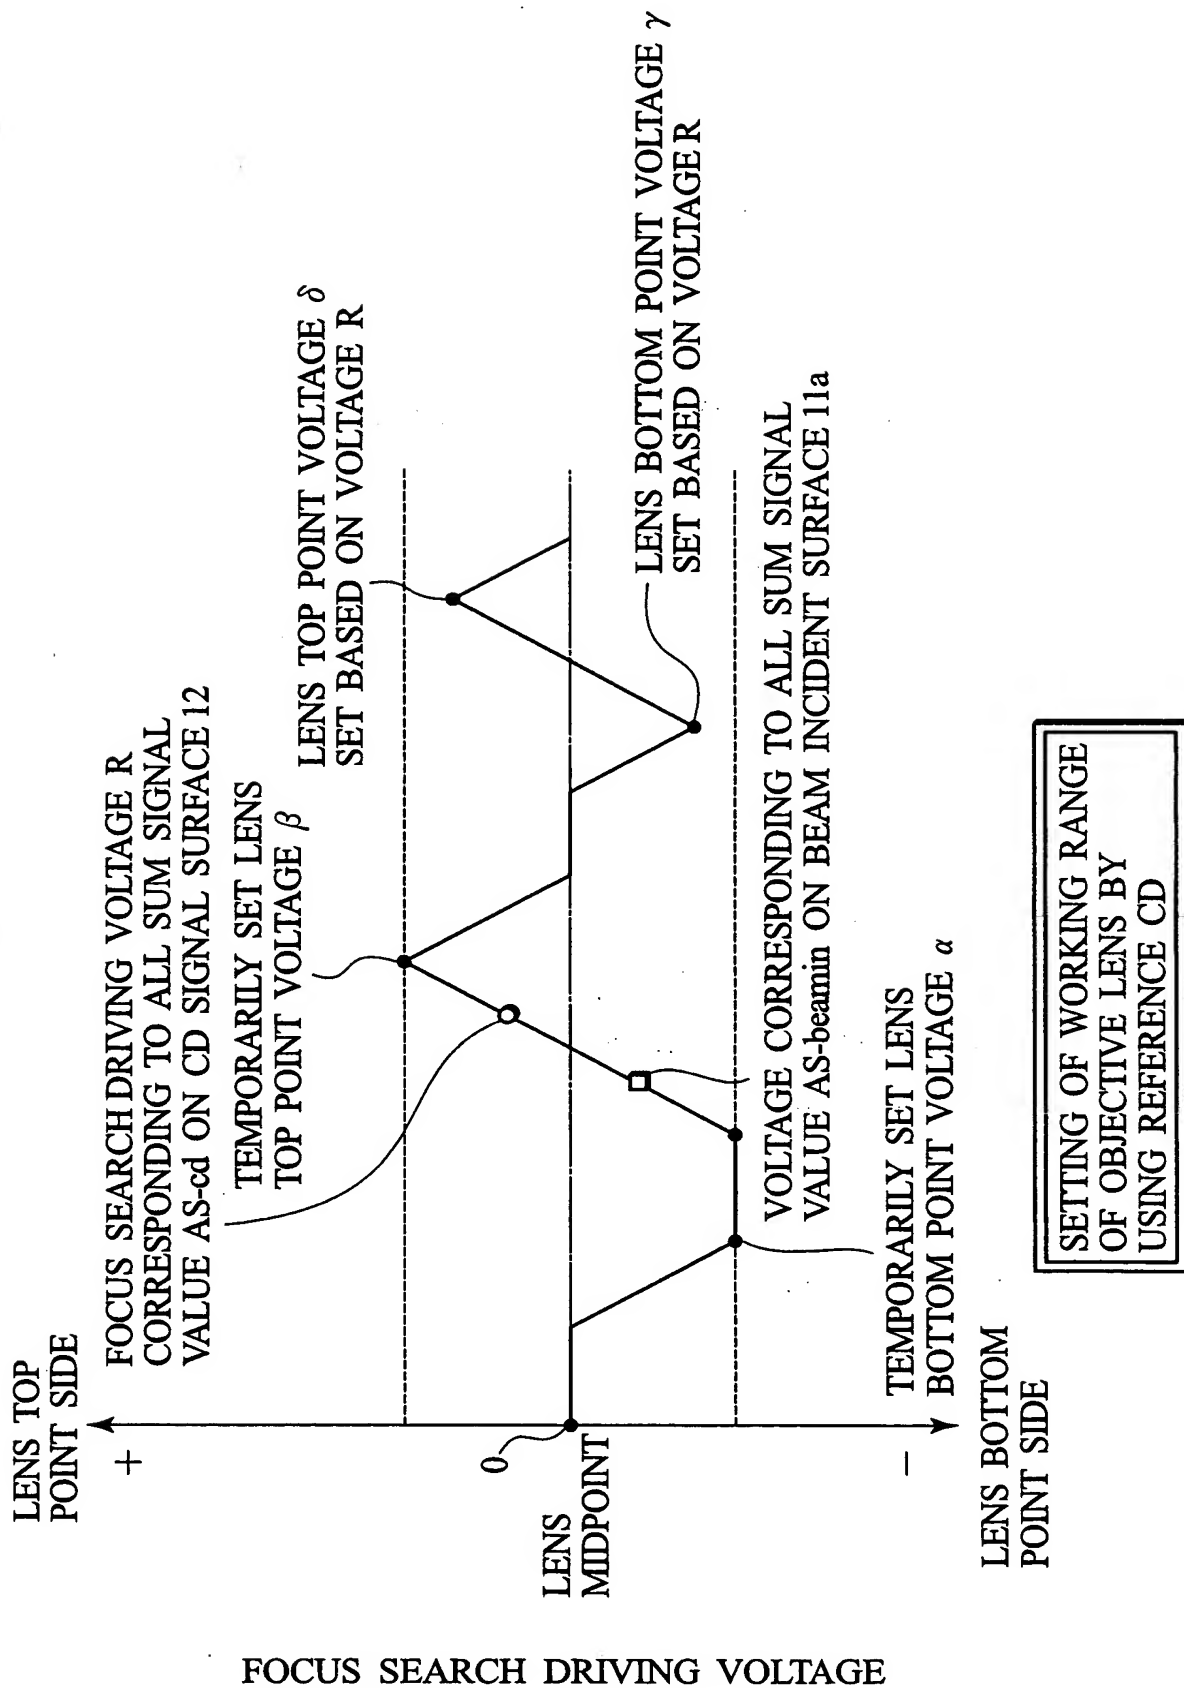 LENS TOP
POINT SIDE
+
0
LENS
MIDPOINT
−
LENS BOTTOM
POINT SIDE
FOCUS SEARCH DRIVING VOLTAGE R
CORRESPONDING TO ALL SUM SIGNAL
VALUE AS-cd ON CD SIGNAL SURFACE 12
TEMPORARILY SET LENS
TOP POINT VOLTAGE β
LENS TOP POINT VOLTAGE δ
SET BASED ON VOLTAGE R
LENS BOTTOM POINT VOLTAGE γ
SET BASED ON VOLTAGE R
VOLTAGE CORRESPONDING TO ALL SUM SIGNAL
VALUE AS-beamin ON BEAM INCIDENT SURFACE 11a
TEMPORARILY SET LENS
BOTTOM POINT VOLTAGE α
SETTING OF WORKING RANGE
OF OBJECTIVE LENS BY
USING REFERENCE CD
FOCUS SEARCH DRIVING VOLTAGE